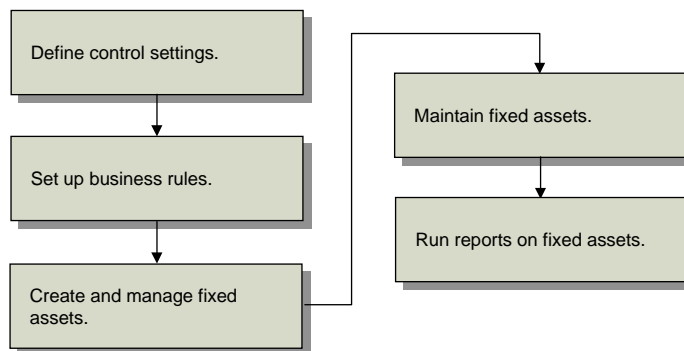 Define control settings.
Set up business rules.
Create and manage fixed
assets.
Maintain fixed assets.
Run reports on fixed assets.